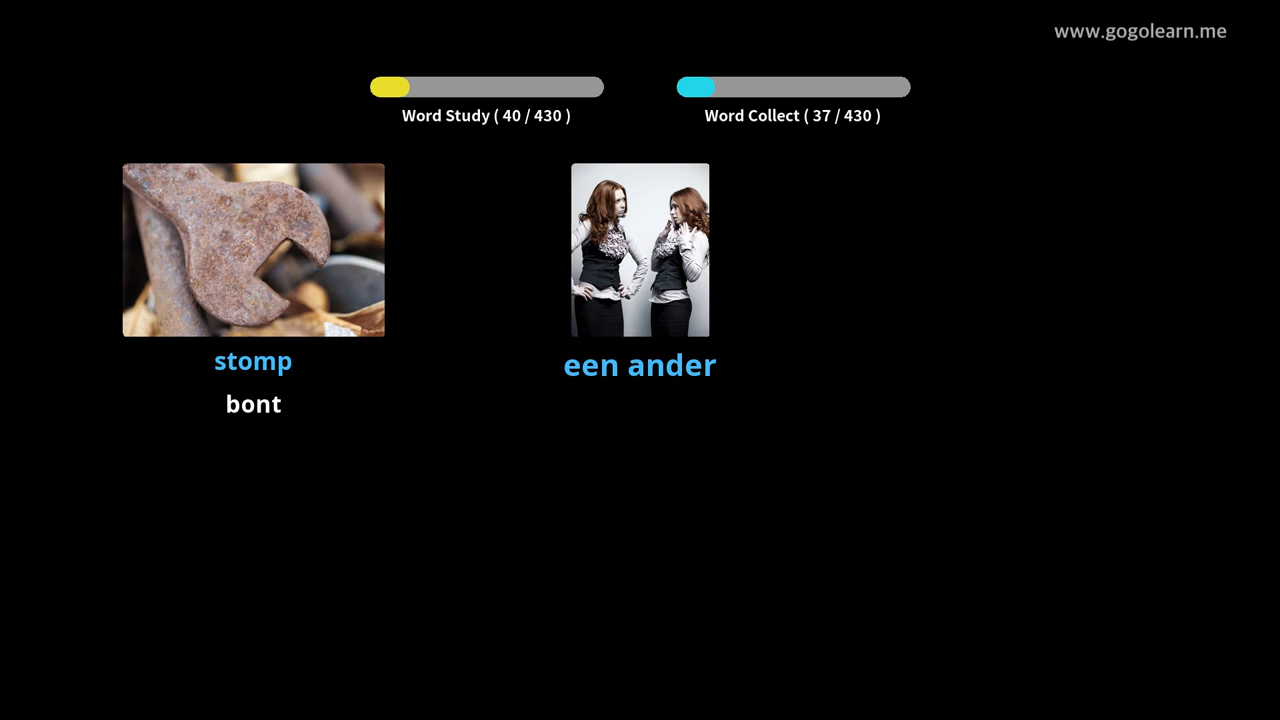 www.gogolearn.me
Word Study ( 40 / 430 )
Word Collect ( 37 / 430 )
stomp
een ander
bont